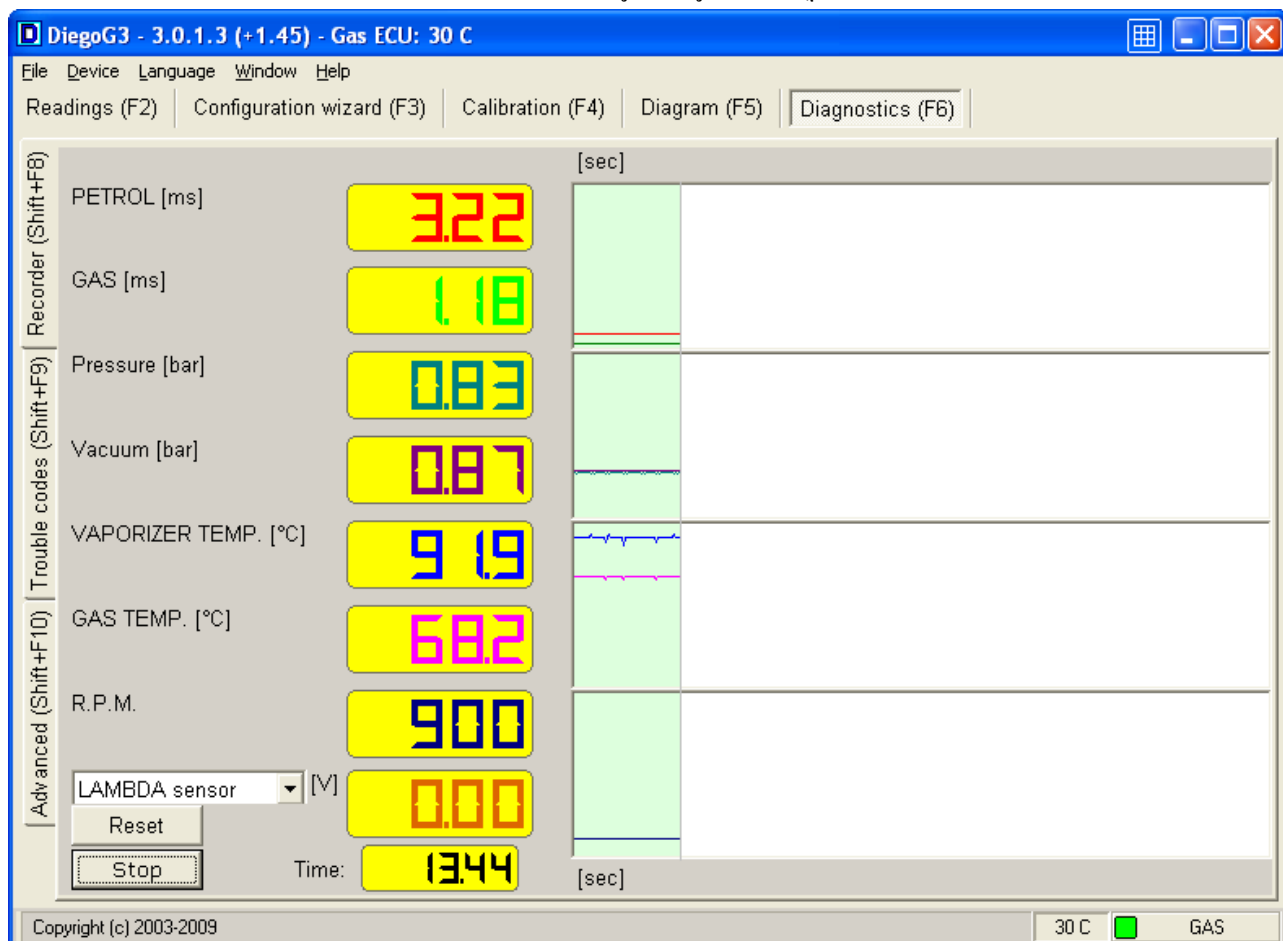 DiegoG3 - 3.0.1.3 (+1.45) - Gas ECU: 30 C
File Device Language Window Help
Readings (F2) Configuration wizard (F3) Calibration (F4) Diagram (F5) Diagnostics (F6)
Recorder (Shift+F8)
Trouble codes (Shift+F9)
Advanced (Shift+F10)
[sec]
PETROL [ms] 3.22
GAS [ms] 1.18
Pressure [bar] 0.83
Vacuum [bar] 0.87
VAPORIZER TEMP. [°C] 91.9
GAS TEMP. [°C] 68.2
R.P.M. 900
LAMBDA sensor [V] 0.00
Reset
Stop Time: 13.44
[sec]
Copyright (c) 2003-2009 30 C GAS